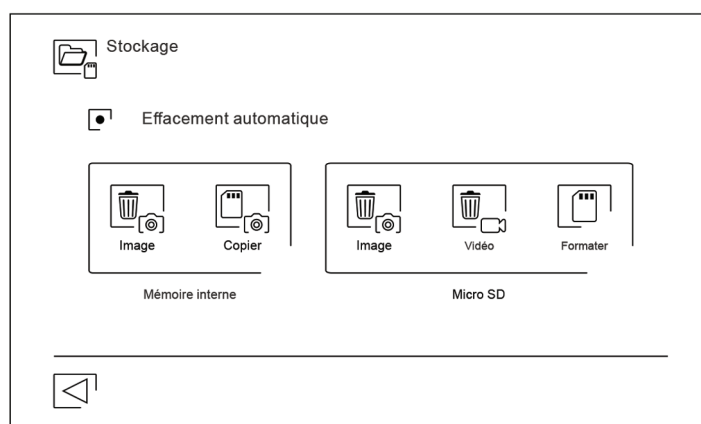 Stockage
Effacement automatique
Image
Copier
Image
Vidéo
Formater
Mémoire interne
Micro SD